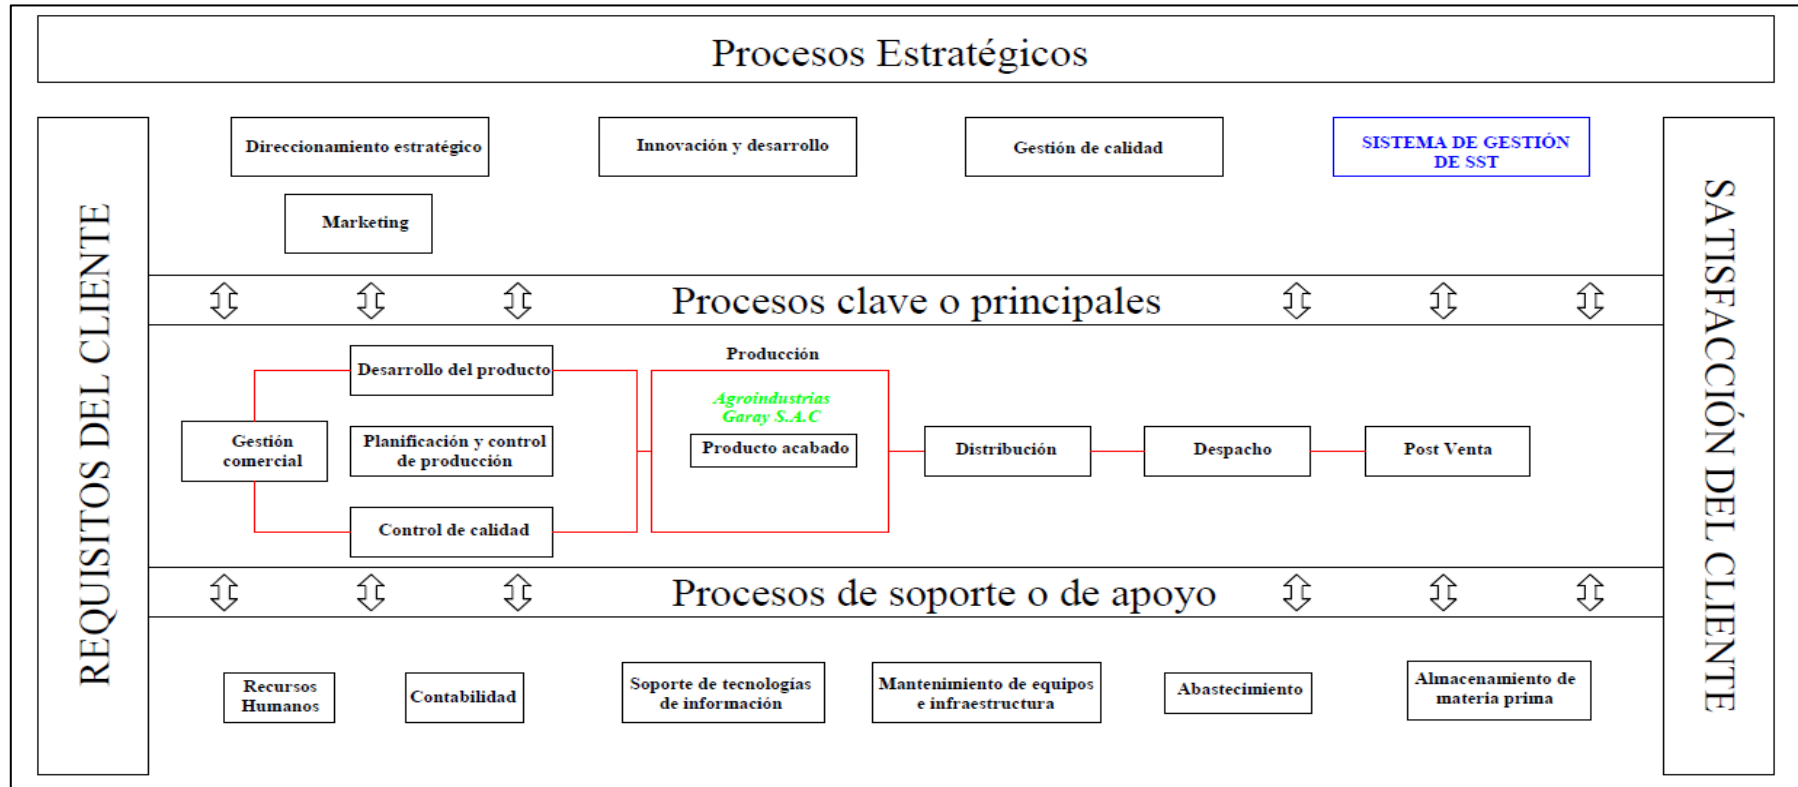 Procesos Estratégicos
REQUISITOS DEL CLIENTE
Direccionamiento estratégico
Innovación y desarrollo
Gestión de calidad
SISTEMA DE GESTIÓN
DE SST
Marketing
Procesos clave o principales
Producción
Desarrollo del producto
Agroindustrias
Garay S.A.C
Gestión
comercial
Planificación y control
de producción
Producto acabado
Distribución
Despacho
Post Venta
Control de calidad
Procesos de soporte o de apoyo
Recursos
Humanos
Contabilidad
Soporte de tecnologías
de información
Mantenimiento de equipos
e infraestructura
Abastecimiento
Almacenamiento de
materia prima
SATISFACCIÓN DEL CLIENTE